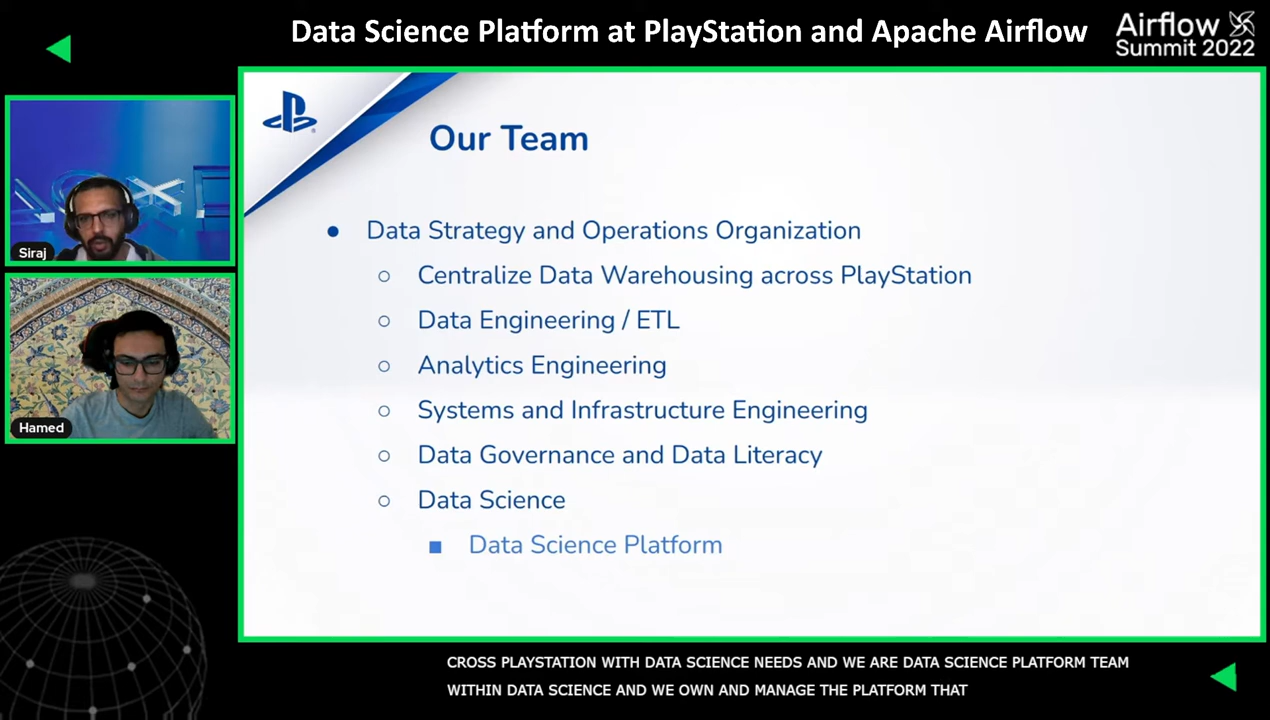 Data Science Platform at PlayStation and Apache Airflow
Airflow
Summit 2022
Our Team
Siraj
Hamed
Data Strategy and Operations Organization
Centralize Data Warehousing across PlayStation
Data Engineering / ETL
Analytics Engineering
Systems and Infrastructure Engineering
Data Governance and Data Literacy
Data Science
Data Science Platform
CROSS PLAYSTATION WITH DATA SCIENCE NEEDS AND WE ARE DATA SCIENCE PLATFORM TEAM
WITHIN DATA SCIENCE AND WE OWN AND MANAGE THE PLATFORM THAT